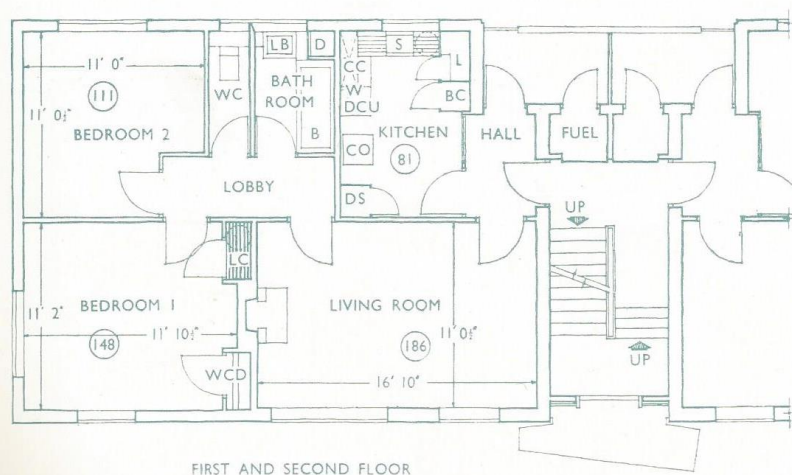 LB
D
S
CC
L
11' 0"
WC
BATH
ROOM
W
DCU
BC
111
11' 0½"
BEDROOM 2
B
KITCHEN
HALL
FUEL
CO
81
LOBBY
DS
UP
LC
BEDROOM 1
LIVING ROOM
11' 2"
11' 10½"
11' 0½"
148
186
UP
WCD
16' 10"
FIRST AND SECOND FLOOR